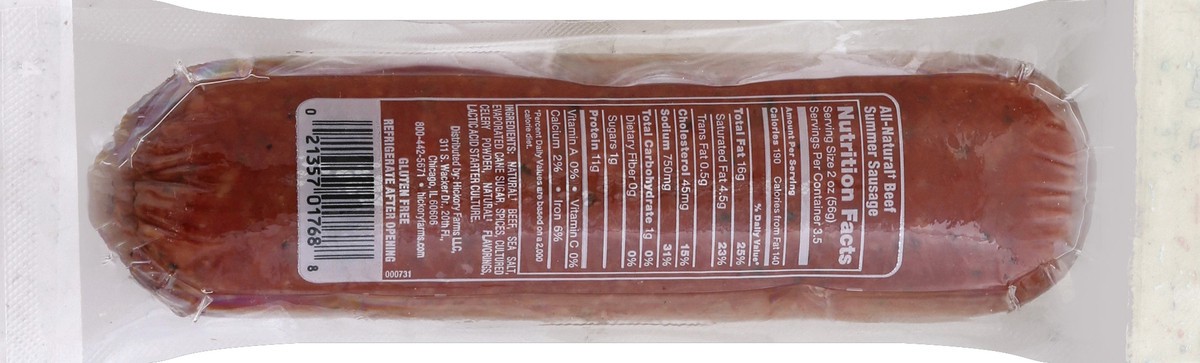 All-Natural† Beef
Summer Sausage
Nutrition Facts
Serving Size 2 oz (56g)
Servings Per Container 3.5
Amount Per Serving
Calories 190 Calories from Fat 140
% Daily Value*
Total Fat 16g 25%
Saturated Fat 4.5g 23%
Trans Fat 0.5g
Cholesterol 45mg 15%
Sodium 750mg 31%
Total Carbohydrate 1g 0%
Dietary Fiber 0g 0%
Sugars 1g
Protein 11g
Vitamin A 0% • Vitamin C 0%
Calcium 2% • Iron 6%
*Percent Daily Values are based on a 2,000
calorie diet.
INGREDIENTS: NATURAL† BEEF, SEA SALT,
EVAPORATED CANE SUGAR, SPICES, CULTURED
CELERY POWDER, NATURAL† FLAVORINGS,
LACTIC ACID STARTER CULTURE.
Distributed by: Hickory Farms LLC,
311 S. Wacker Dr., 20th Fl.,
Chicago, IL 60606
800-442-5671 • hickoryfarms.com
GLUTEN FREE
REFRIGERATE AFTER OPENING
0 21357 01768 8
000731